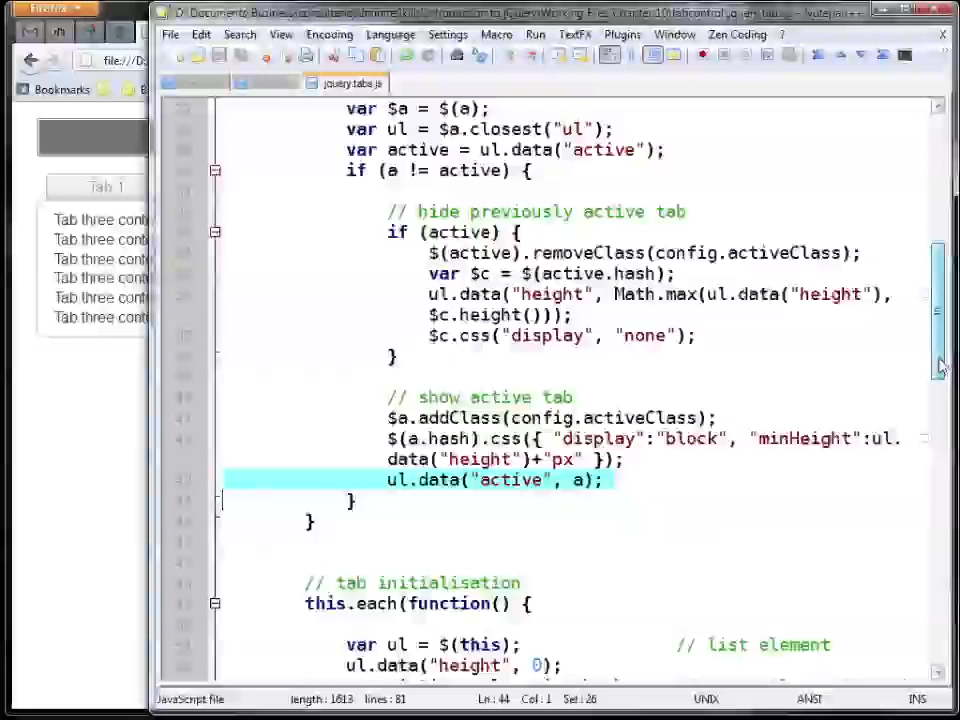 Firefox
File Edit Search View Encoding Language Settings Macro Run TextFX Plugins Window Zen Coding ? X
file:///D:
jquery.tabs.js
Bookmarks
var $a = $(a);
var ul = $a.closest("ul");
var active = ul.data("active");
if (a != active) {
Tab 1
// hide previously active tab
Tab three cont
if (active) {
Tab three cont
$(active).removeClass(config.activeClass);
Tab three cont
var $c = $(active.hash);
Tab three cont
ul.data("height", Math.max(ul.data("height"),
Tab three cont
$c.height()));
Tab three cont
$c.css("display", "none");
}
// show active tab
$a.addClass(config.activeClass);
$(a.hash).css({ "display":"block", "minHeight":ul.
data("height")+"px" });
ul.data("active", a);
}
}
// tab initialisation
this.each(function() {
var ul = $(this); // list element
ul.data("height", 0);
JavaScript file length : 1613 lines : 81 Ln : 44 Col : 1 Sel : 26 UNIX ANSI INS